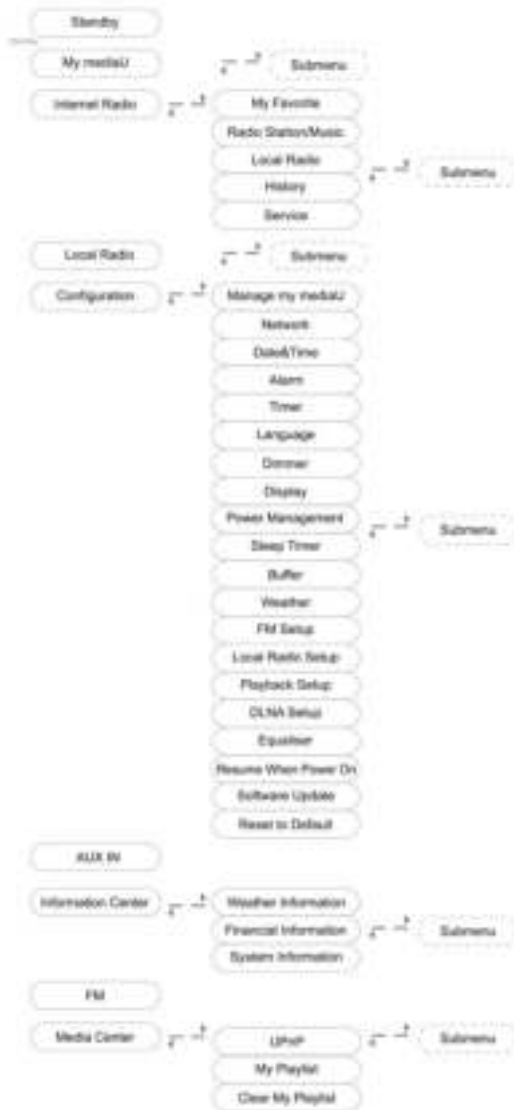 Standby
My mediaU
Submenu
Internet Radio
My Favorite
Radio Station/Music
Local Radio
Submenu
History
Service
Local Radio
Submenu
Configuration
Manage my mediaU
Network
Date&Time
Alarm
Timer
Language
Dimmer
Display
Power Management
Submenu
Sleep Timer
Buffer
Weather
FM Setup
Local Radio Setup
Playback Setup
DLNA Setup
Equaliser
Resume When Power On
Software Update
Reset to Default
AUX IN
Information Center
Weather Information
Financial Information
Submenu
System Information
FM
Media Center
UPnP
Submenu
My Playlist
Clear My Playlist